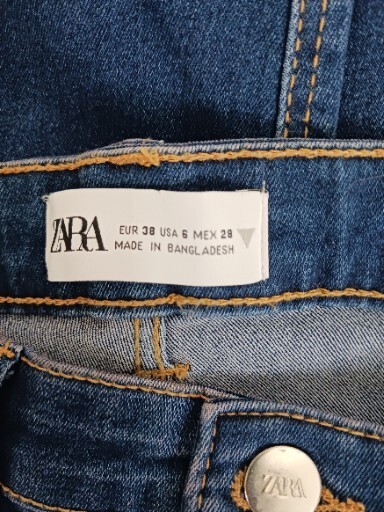 ZARA
EUR 38 USA 6 MEX 28
MADE IN BANGLADESH
ZARA